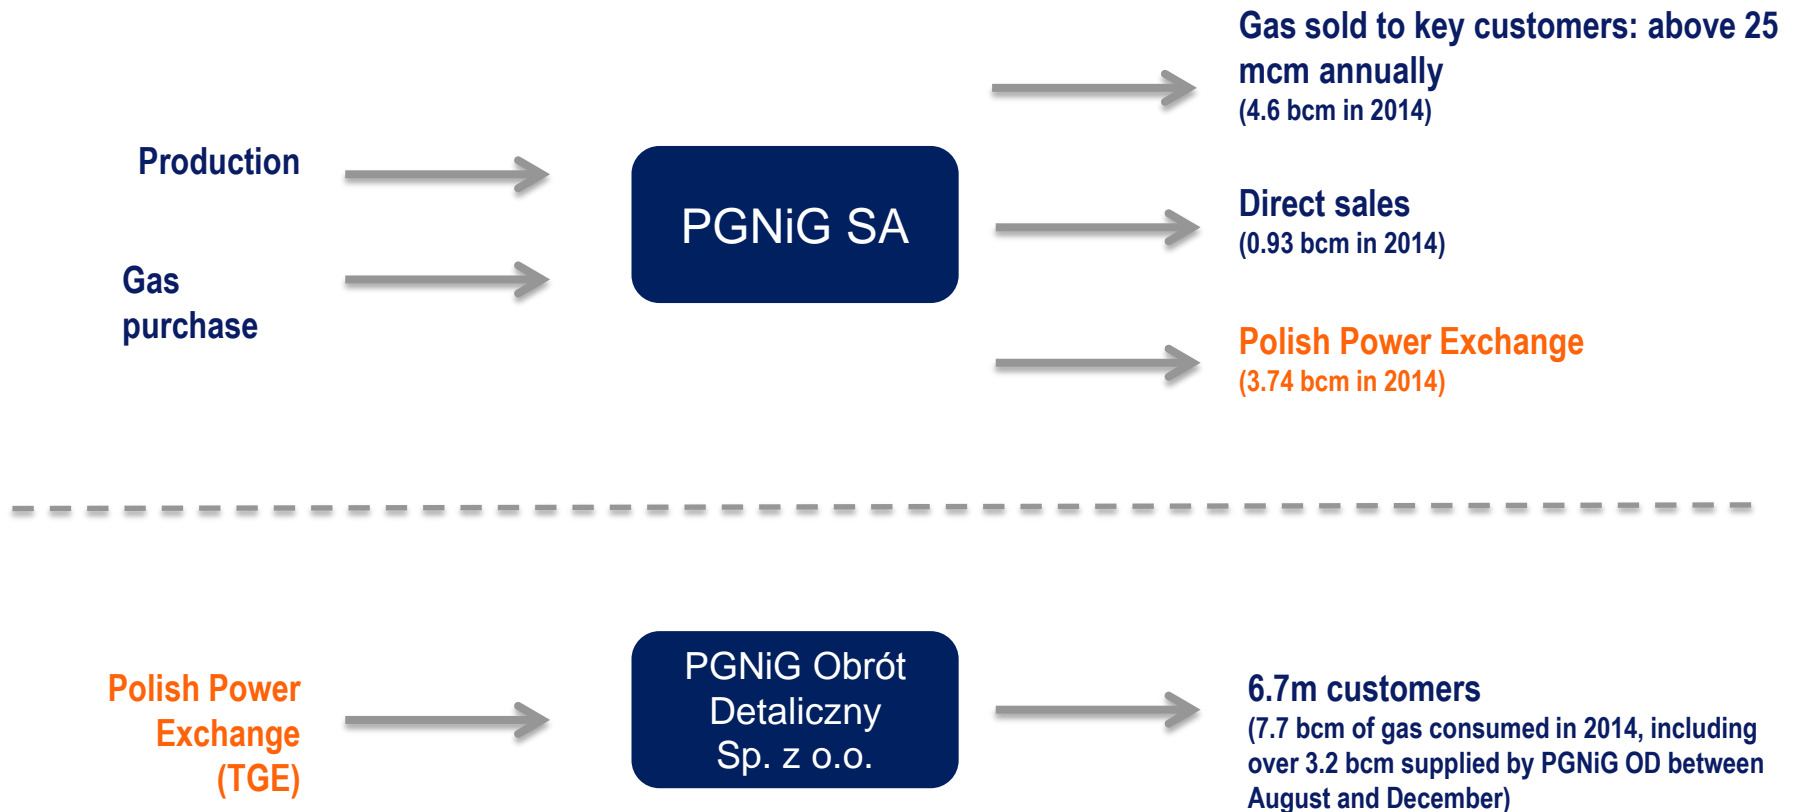 Gas sold to key customers: above 25
mcm annually
(4.6 bcm in 2014)
Production
PGNiG SA
Direct sales
(0.93 bcm in 2014)
Gas
purchase
Polish Power Exchange
(3.74 bcm in 2014)
Polish Power
Exchange
(TGE)
PGNiG Obrót
Detaliczny
Sp. z o.o.
6.7m customers
(7.7 bcm of gas consumed in 2014, including
over 3.2 bcm supplied by PGNiG OD between
August and December)